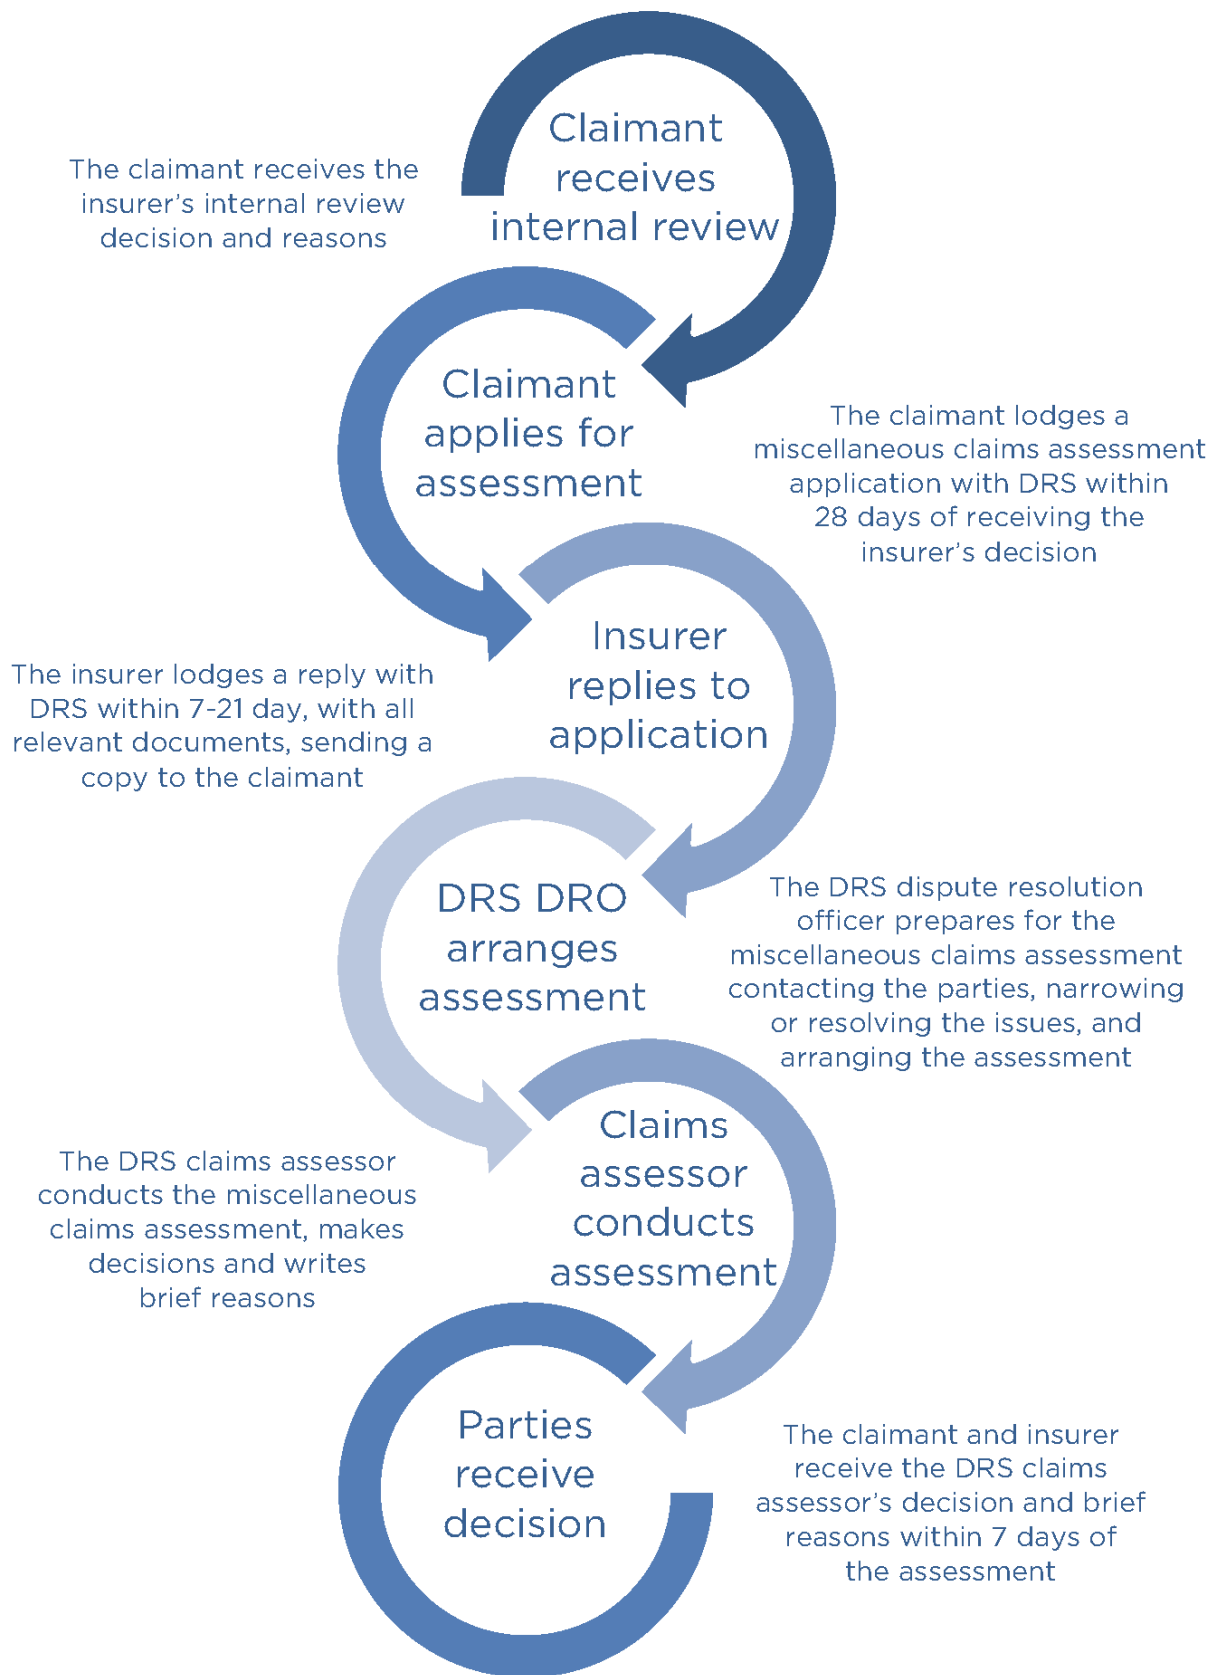 Claimant
receives
internal review
The claimant receives the
insurer's internal review
decision and reasons
Claimant
applies for
assessment
The claimant lodges a
miscellaneous claims assessment
application with DRS within
28 days of receiving the
insurer's decision
Insurer
replies to
application
The insurer lodges a reply with
DRS within 7-21 day, with all
relevant documents, sending a
copy to the claimant
DRS DRO
arranges
assessment
The DRS dispute resolution
officer prepares for the
miscellaneous claims assessment
contacting the parties, narrowing
or resolving the issues, and
arranging the assessment
Claims
assessor
conducts
assessment
The DRS claims assessor
conducts the miscellaneous
claims assessment, makes
decisions and writes
brief reasons
Parties
receive
decision
The claimant and insurer
receive the DRS claims
assessor's decision and brief
reasons within 7 days of
the assessment